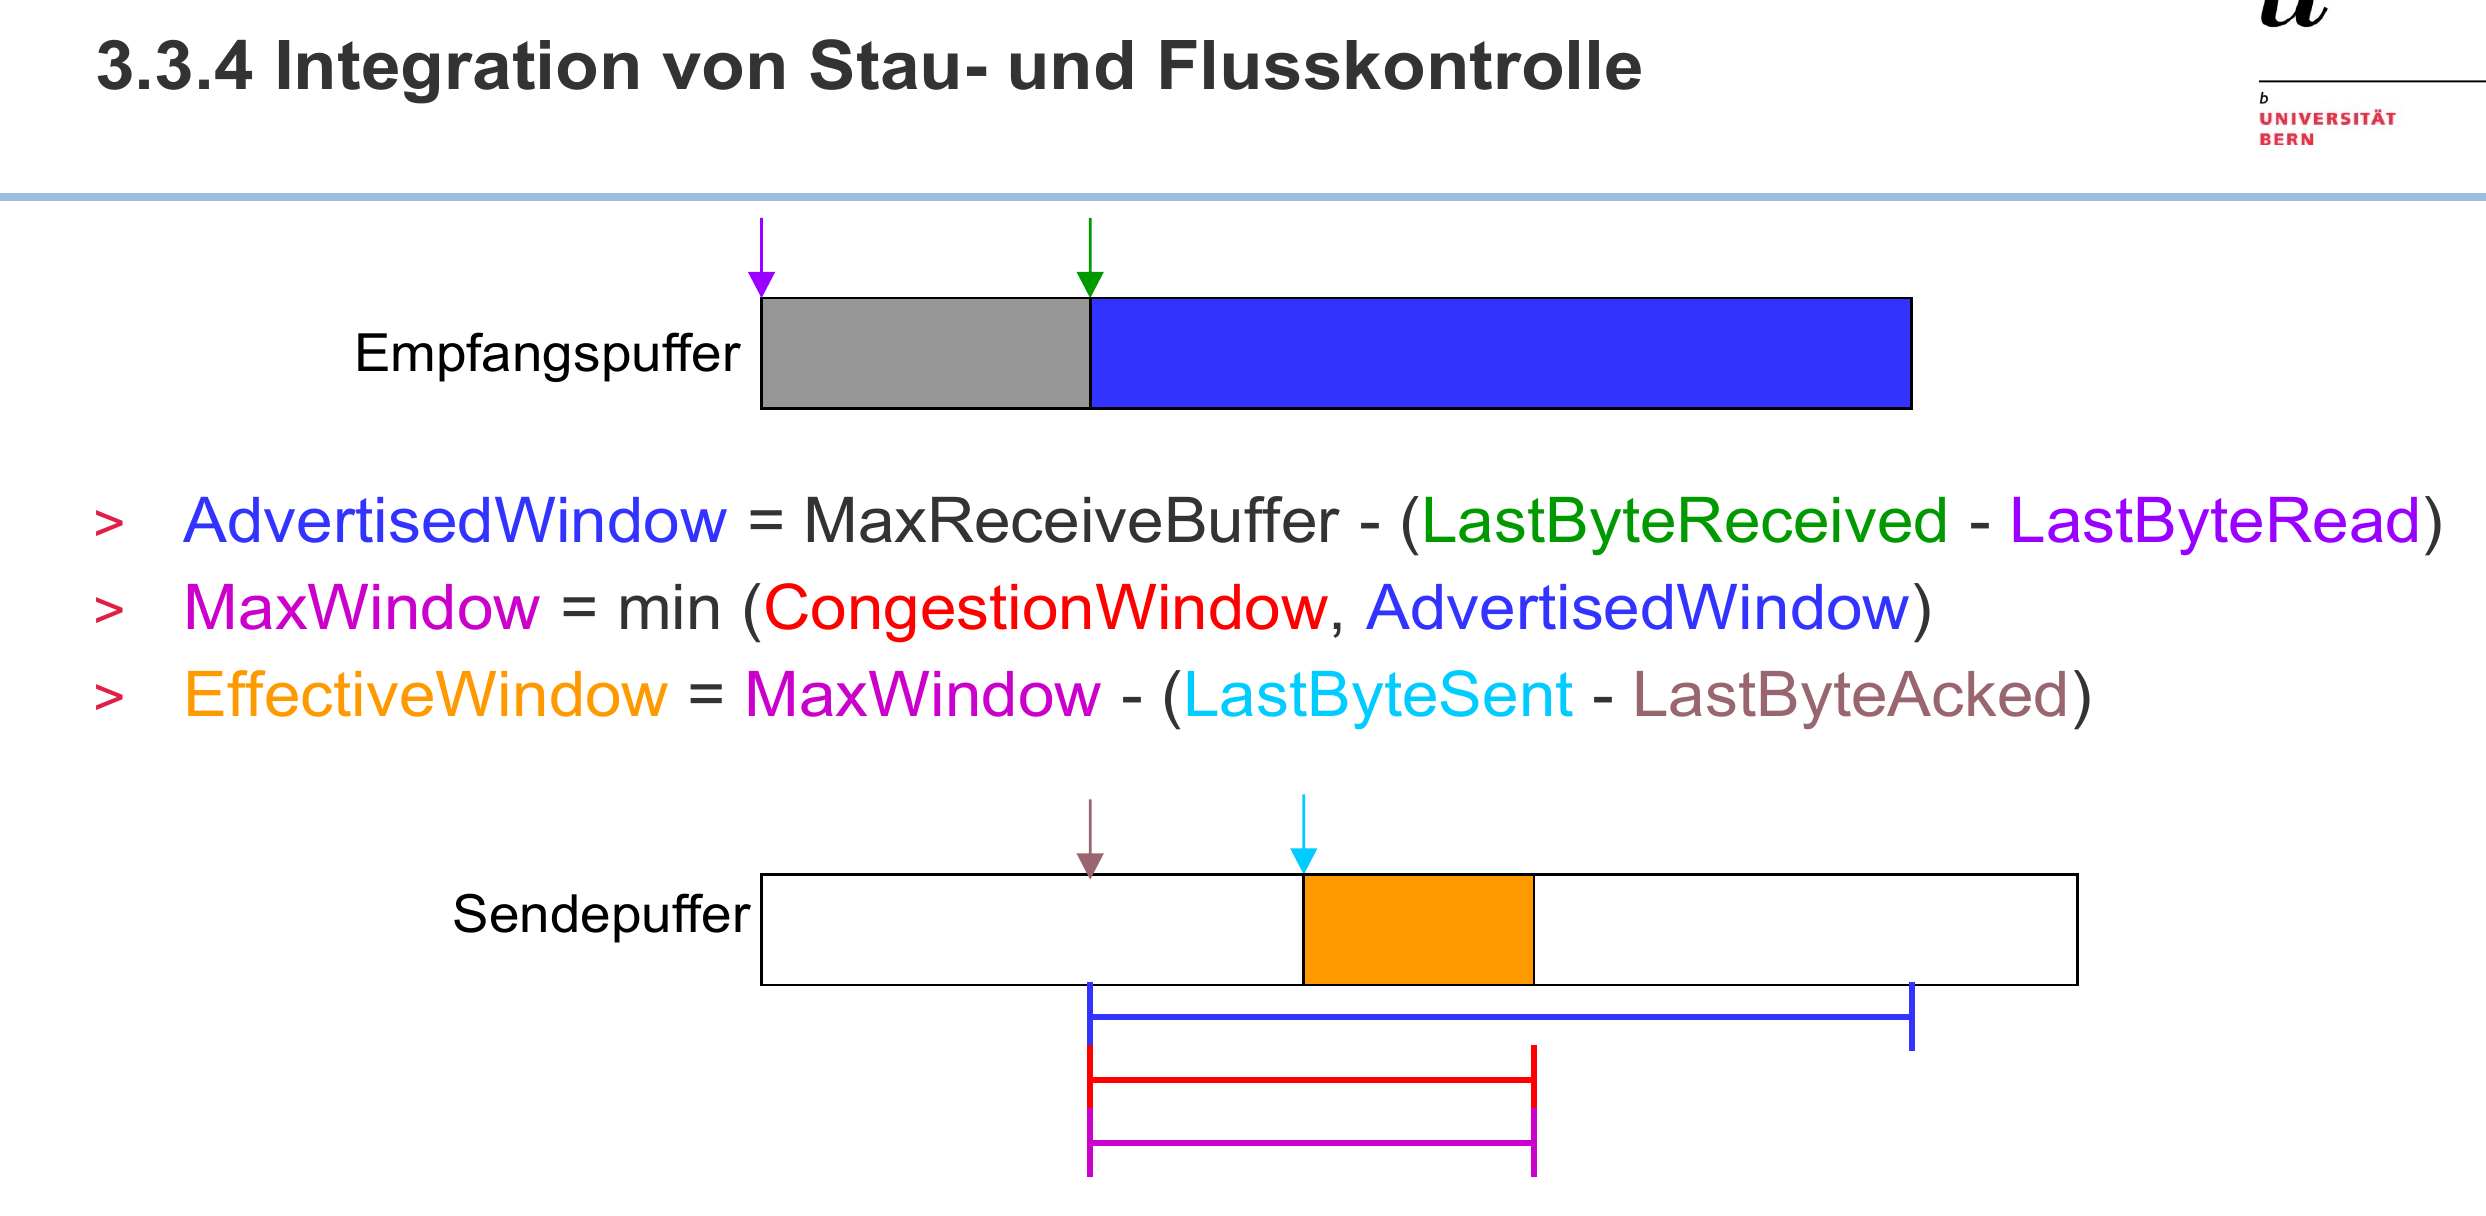 3.3.4 Integration von Stau- und Flusskontrolle
u
b
UNIVERSITÄT
BERN
Empfangspuffer
> AdvertisedWindow = MaxReceiveBuffer - (LastByteReceived - LastByteRead)
> MaxWindow = min (CongestionWindow, AdvertisedWindow)
> EffectiveWindow = MaxWindow - (LastByteSent - LastByteAcked)
Sendepuffer